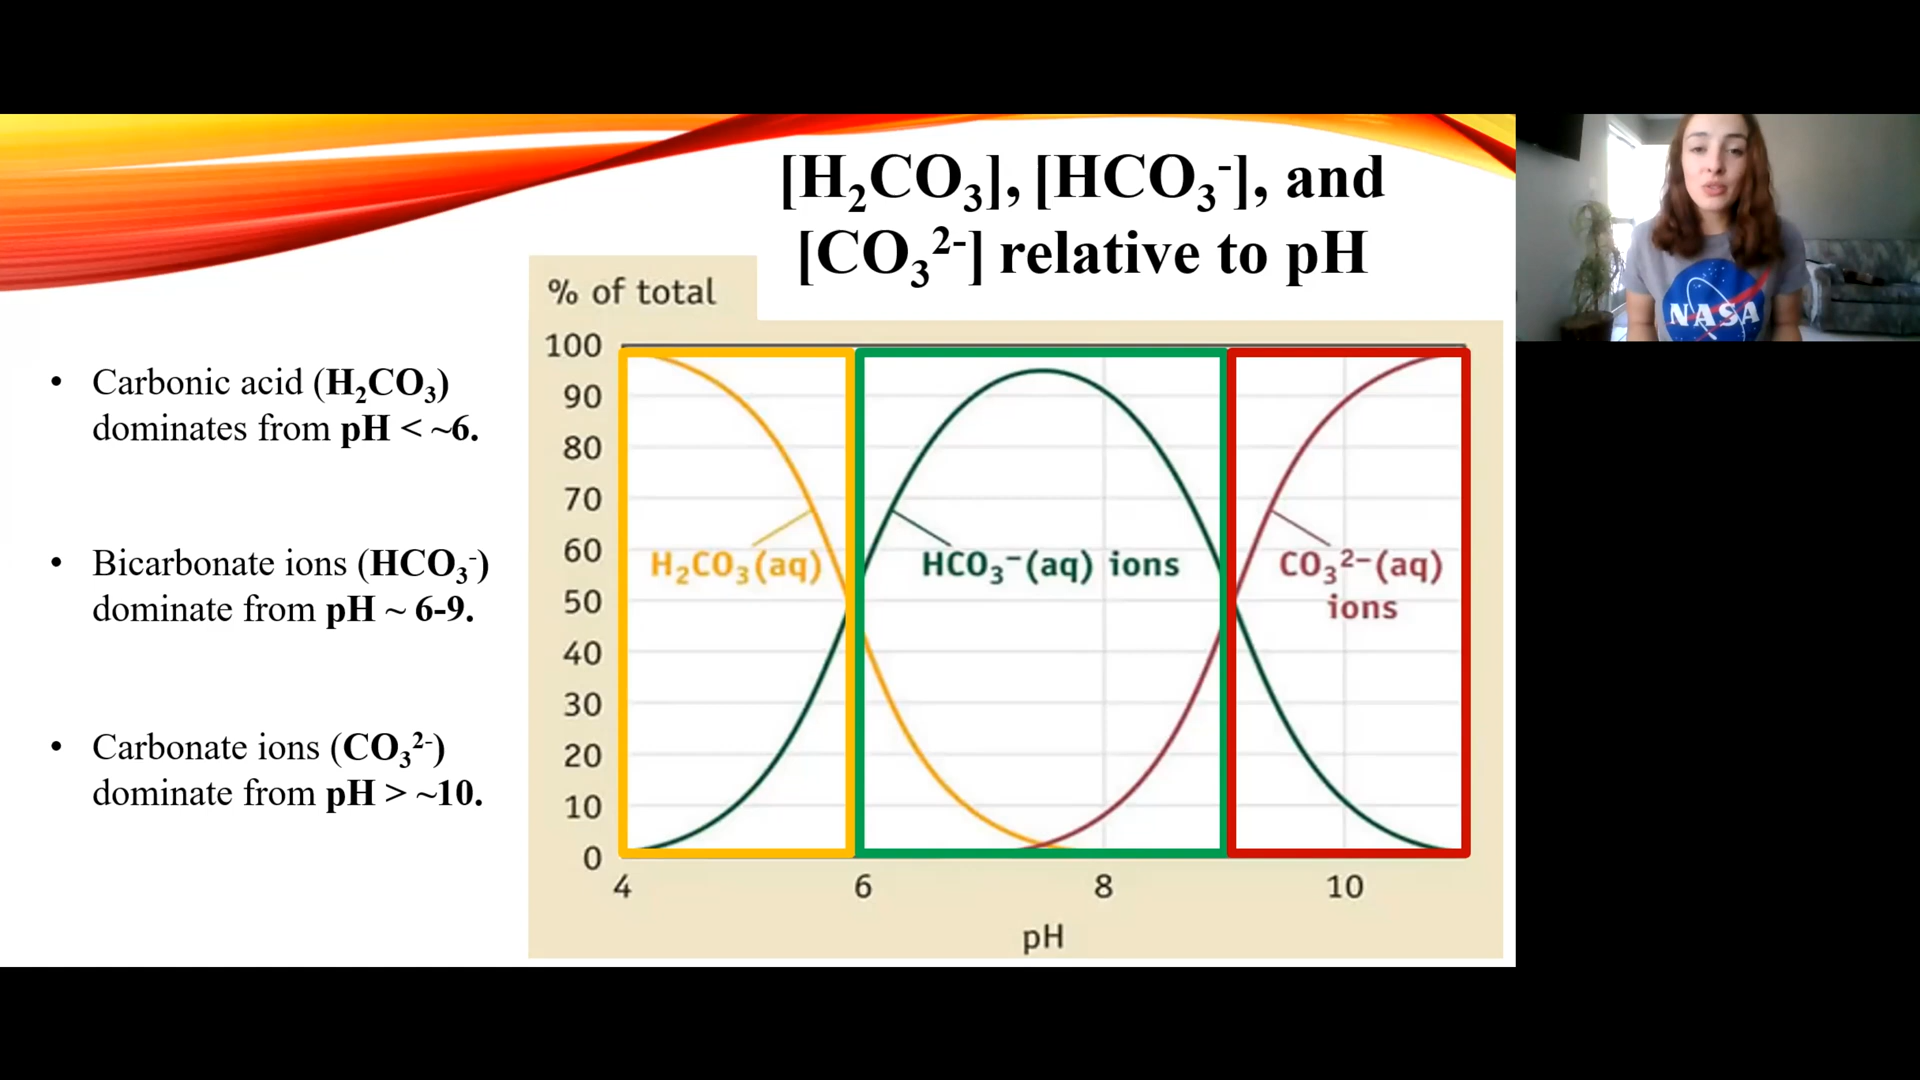 [H₂CO₃], [HCO₃⁻], and
[CO₃²⁻] relative to pH
• Carbonic acid (H₂CO₃)
dominates from pH < ~6.
• Bicarbonate ions (HCO₃⁻)
dominate from pH ~ 6-9.
• Carbonate ions (CO₃²⁻)
dominate from pH > ~10.
% of total
100
90
80
70
60
50
40
30
20
10
0
H₂CO₃(aq)
HCO₃⁻(aq) ions
CO₃²⁻(aq)
ions
4 6 8 10
pH
NASA